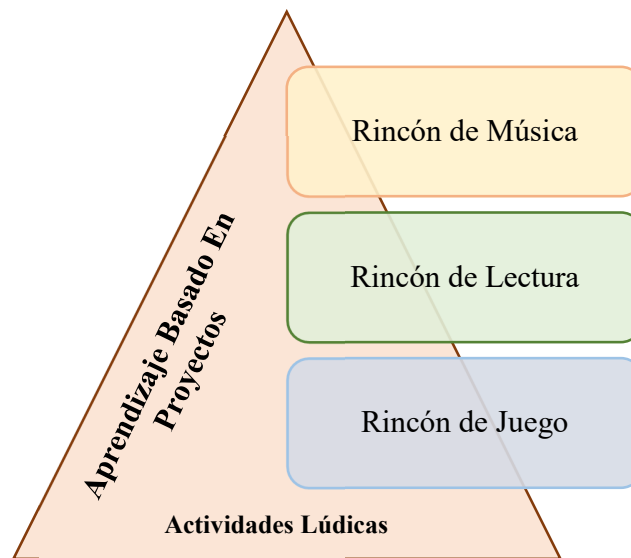 Rincón de Música
Rincón de Lectura
Rincón de Juego
Aprendizaje Basado En
Proyectos
Actividades Lúdicas